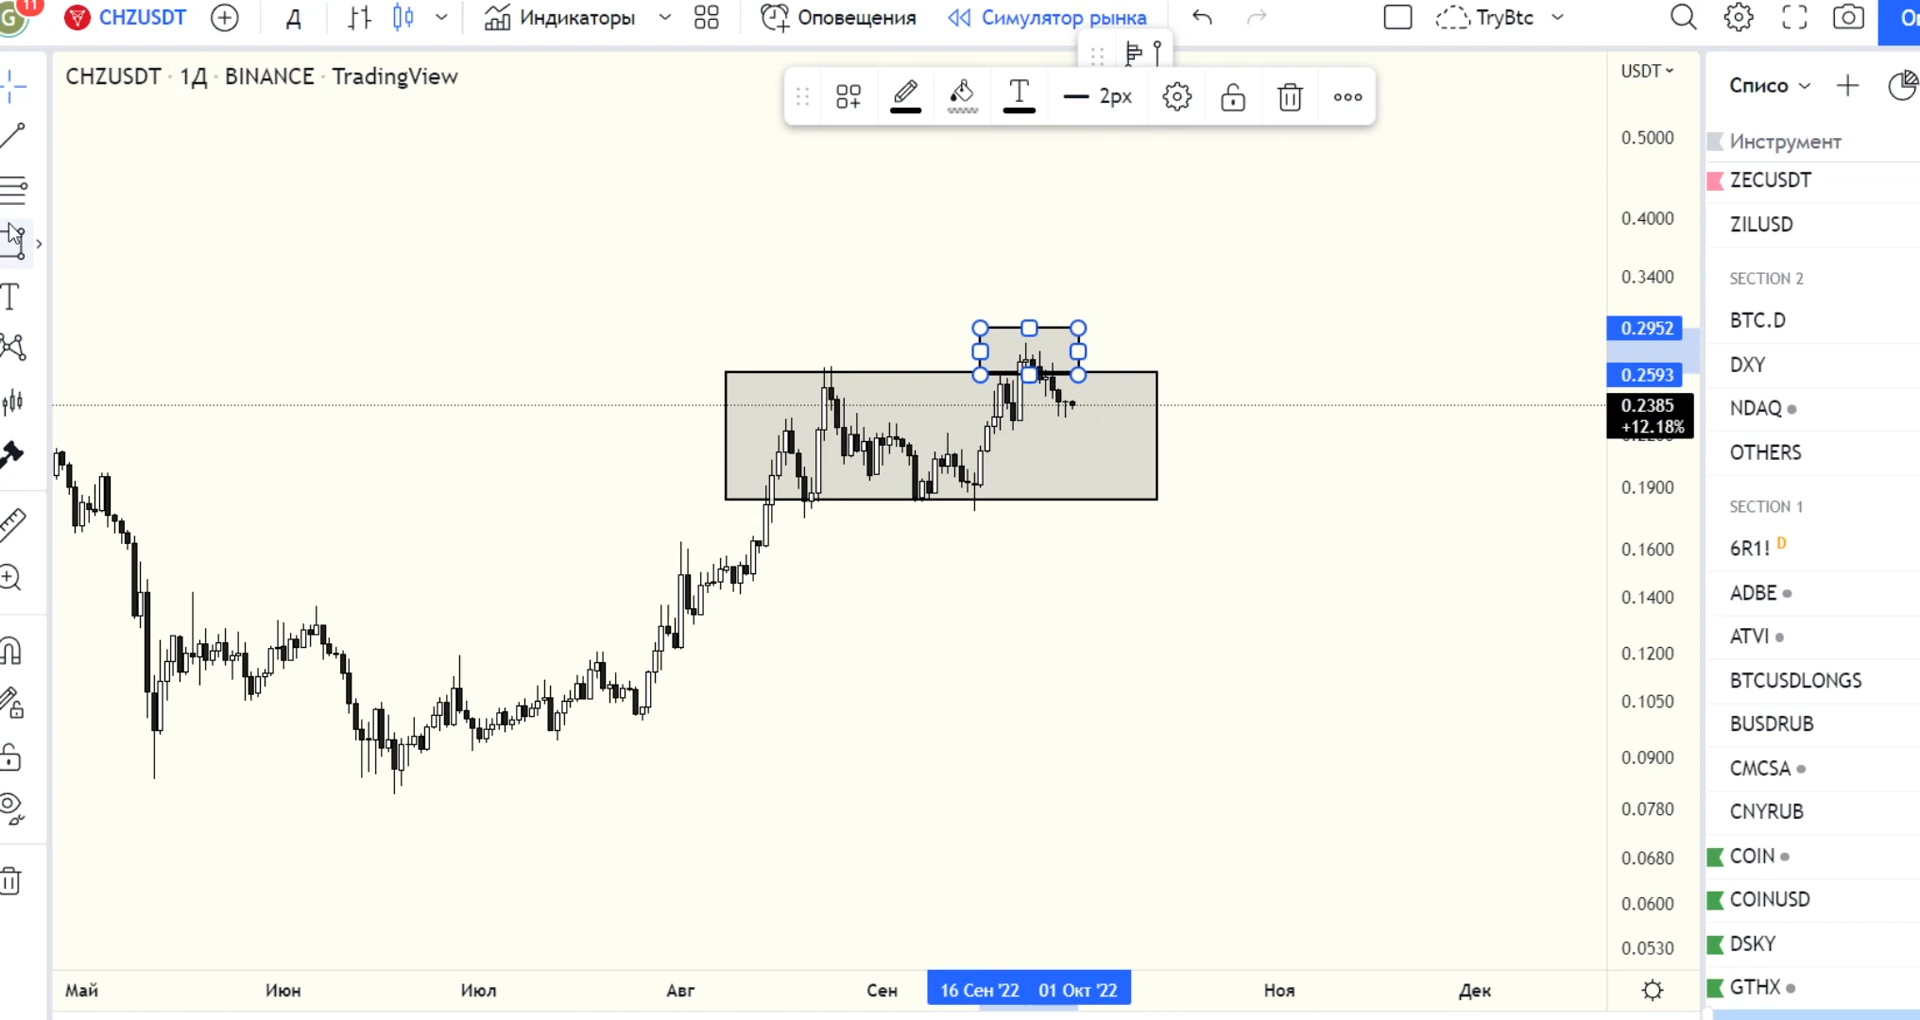 G 11 CHZUSDT Д Индикаторы Оповещения Симулятор рынка TryBtc
CHZUSDT · 1Д · BINANCE · TradingView
T 2px
USDT
0.5000
0.4000
0.3400
0.2952
0.2593
0.2385
+12.18%
0.1900
0.1600
0.1400
0.1200
0.1050
0.0900
0.0780
0.0680
0.0600
0.0530
Май Июн Июл Авг Сен 16 Сен '22 01 Окт '22 Ноя Дек
Списо
Инструмент
ZECUSDT
ZILUSD
SECTION 2
BTC.D
DXY
NDAQ
OTHERS
SECTION 1
6R1! D
ADBE
ATVI
BTCUSDLONGS
BUSDRUB
CMCSA
CNYRUB
COIN
COINUSD
DSKY
GTHX